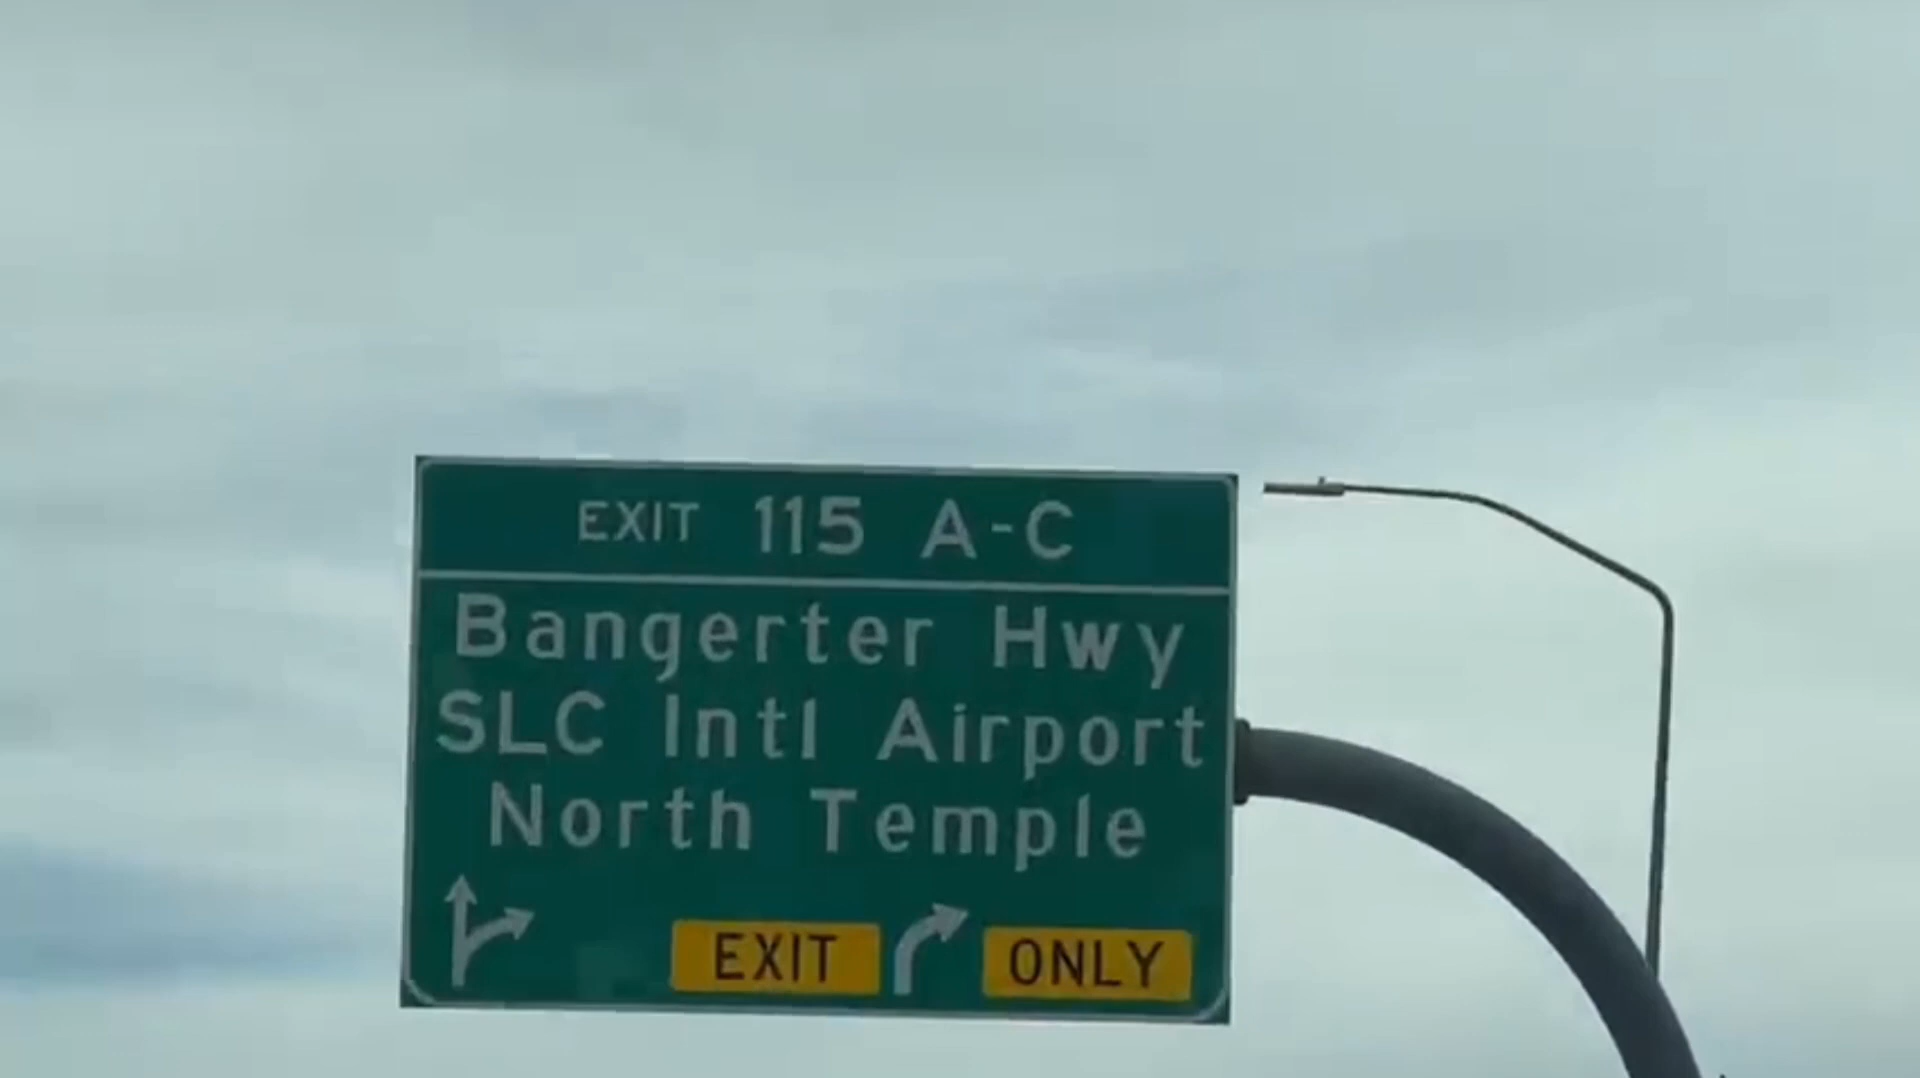 EXIT 115 A-C
Bangerter Hwy
SLC Intl Airport
North Temple
EXIT ONLY